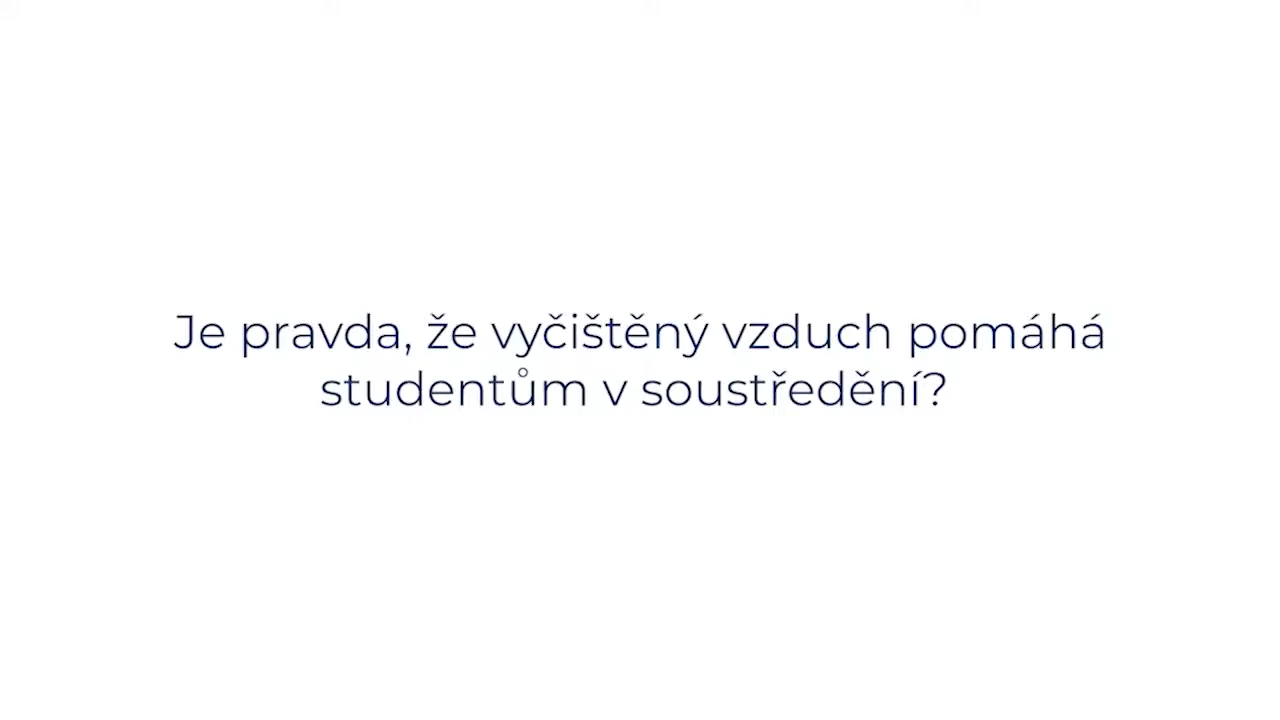 Je pravda, že vyčištěný vzduch pomáhá
studentům v soustředění?